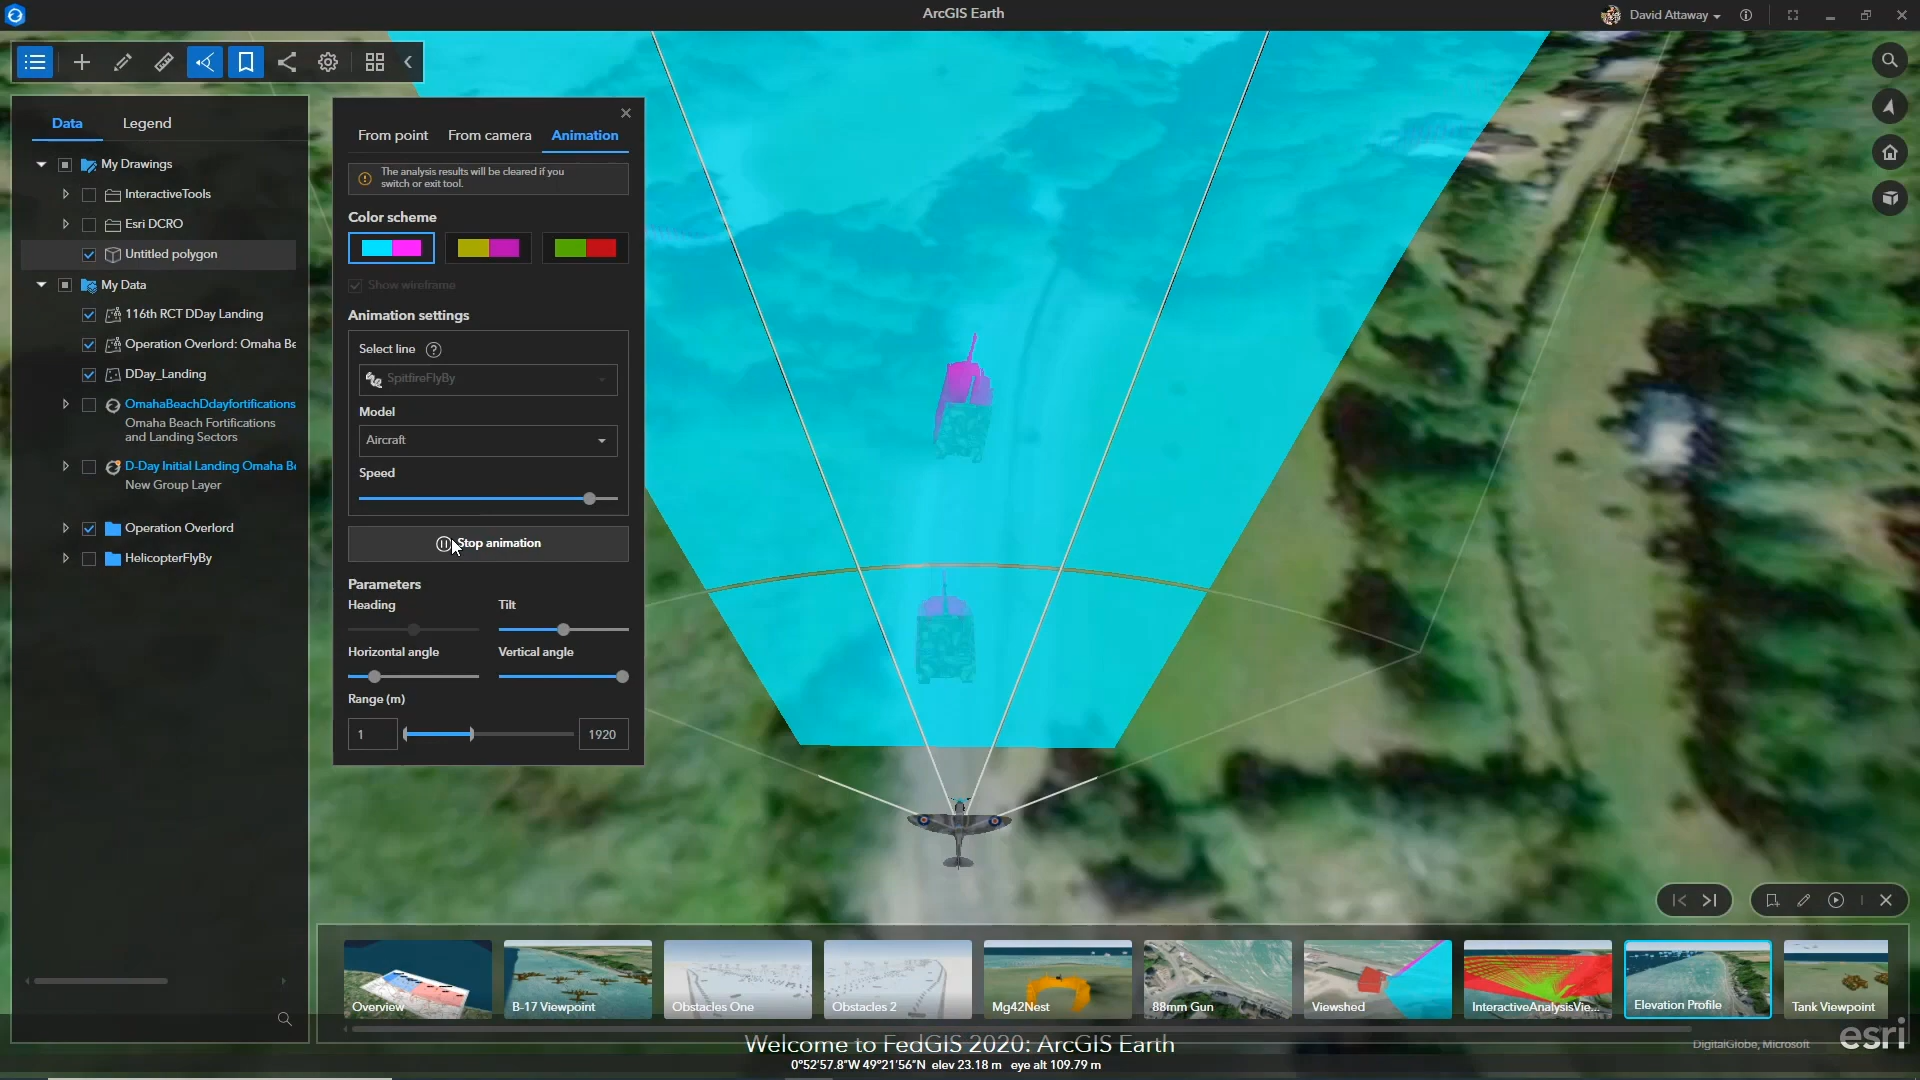 ArcGIS Earth
David Attaway
Data
Legend
My Drawings
InteractiveTools
Esri DCRO
Untitled polygon
My Data
116th RCT DDay Landing
Operation Overlord: Omaha Be
DDay_Landing
OmahaBeachDdayfortifications
Omaha Beach Fortifications
and Landing Sectors
D-Day Initial Landing Omaha Be
New Group Layer
Operation Overlord
HelicopterFlyBy
From point
From camera
Animation
The analysis results will be cleared if you
switch or exit tool.
Color scheme
Show wireframe
Animation settings
Select line
SpitfireFlyBy
Model
Aircraft
Speed
Stop animation
Parameters
Heading
Tilt
Horizontal angle
Vertical angle
Range (m)
1
1920
Overview
B-17 Viewpoint
Obstacles One
Obstacles 2
Mg42Nest
88mm Gun
Viewshed
InteractiveAnalysisVie...
Elevation Profile
Tank Viewpoint
Welcome to FedGIS 2020: ArcGIS Earth
0°52'57.8"W 49°21'56"N elev 23.18 m eye alt 109.79 m
DigitalGlobe, Microsoft
esri